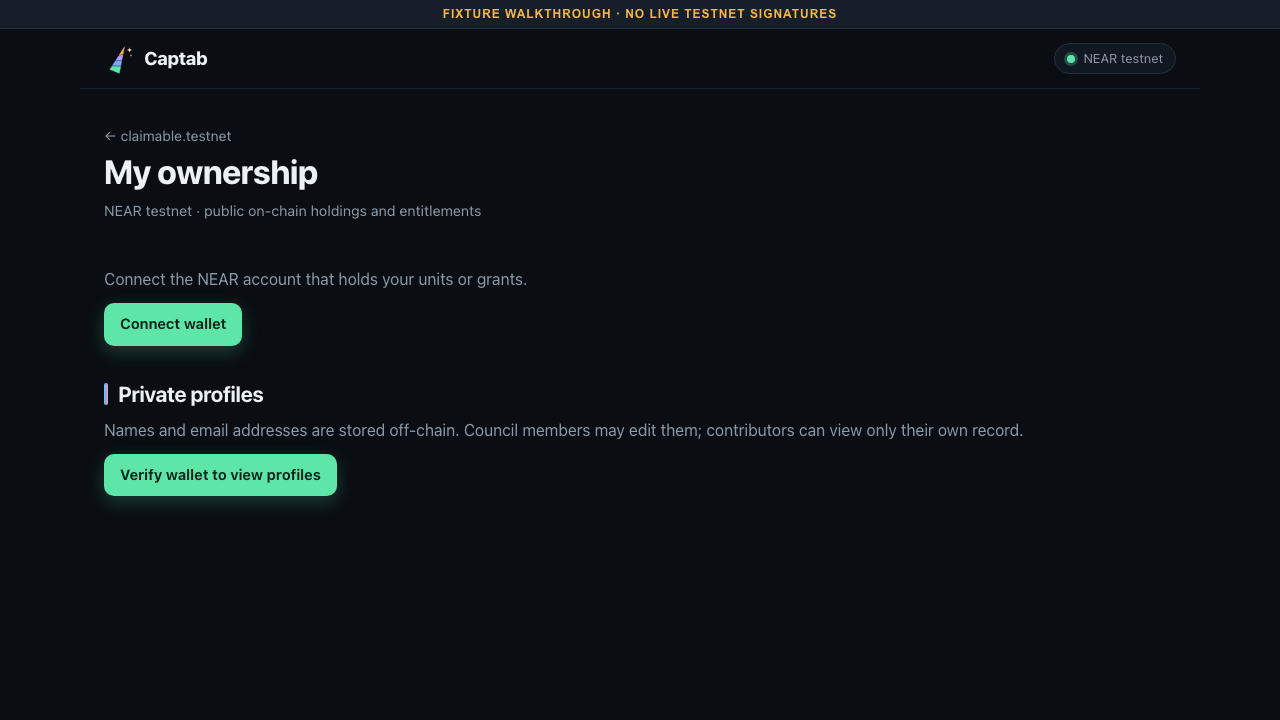 FIXTURE WALKTHROUGH · NO LIVE TESTNET SIGNATURES
Captab
NEAR testnet
← claimable.testnet
My ownership
NEAR testnet · public on-chain holdings and entitlements
Connect the NEAR account that holds your units or grants.
Connect wallet
Private profiles
Names and email addresses are stored off-chain. Council members may edit them; contributors can view only their own record.
Verify wallet to view profiles